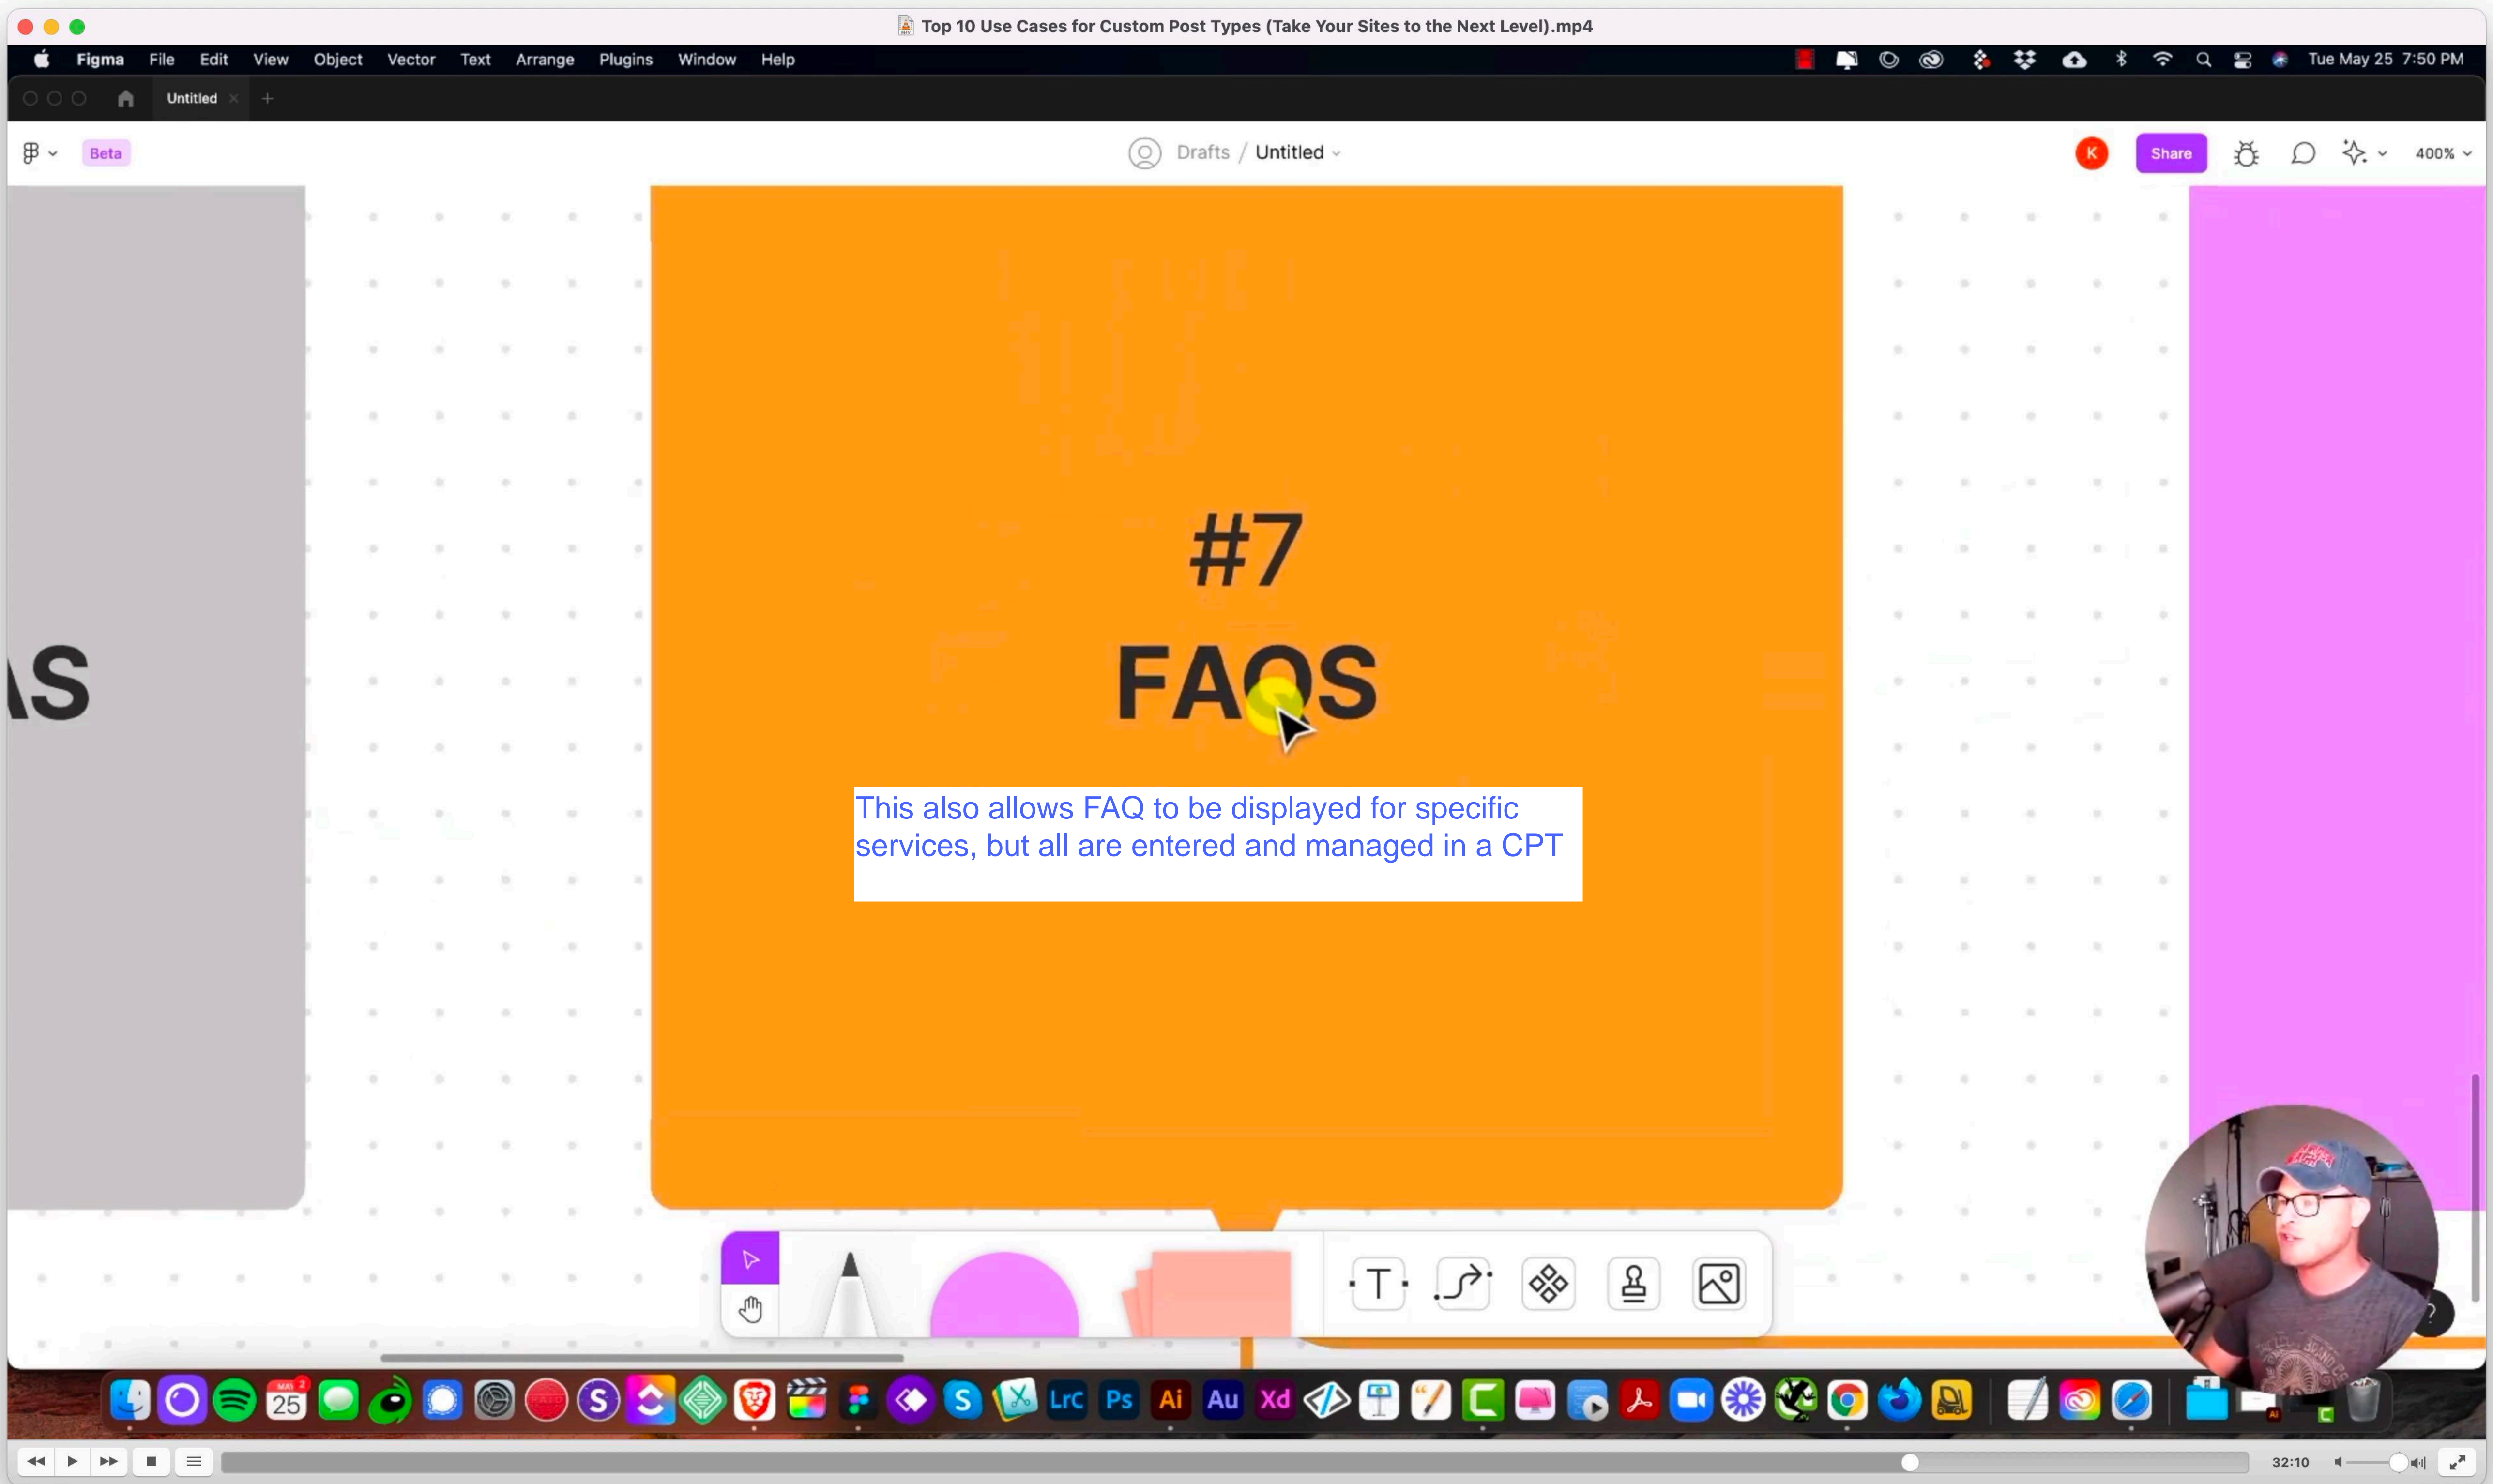 Top 10 Use Cases for Custom Post Types (Take Your Sites to the Next Level).mp4
Figma File Edit View Object Vector Text Arrange Plugins Window Help
Tue May 25 7:50 PM
Untitled
Beta
Drafts / Untitled
K
Share
400%
AS
#7
FAQS
This also allows FAQ to be displayed for specific
services, but all are entered and managed in a CPT
T
?
MAY 2
25
S
S
LrC
Ps
Ai
Au
Xd
32:10